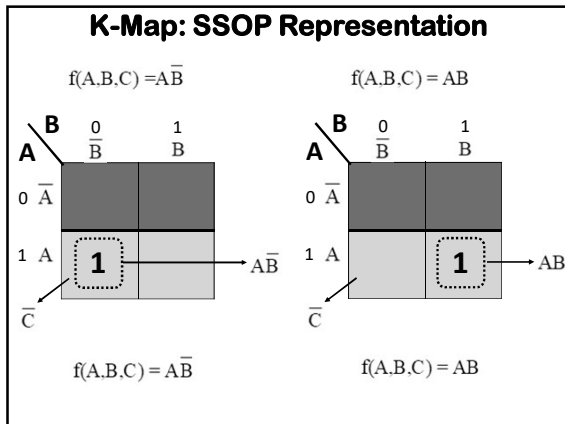 K-Map: SSOP Representation
f(A,B,C) =AB̅
f(A,B,C) = AB
B 0 1
A B̅ B
0 A̅
1 A 1 AB̅
C̅
B 0 1
A B̅ B
0 A̅
1 A 1 AB
C̅
f(A,B,C) = AB̅
f(A,B,C) = AB